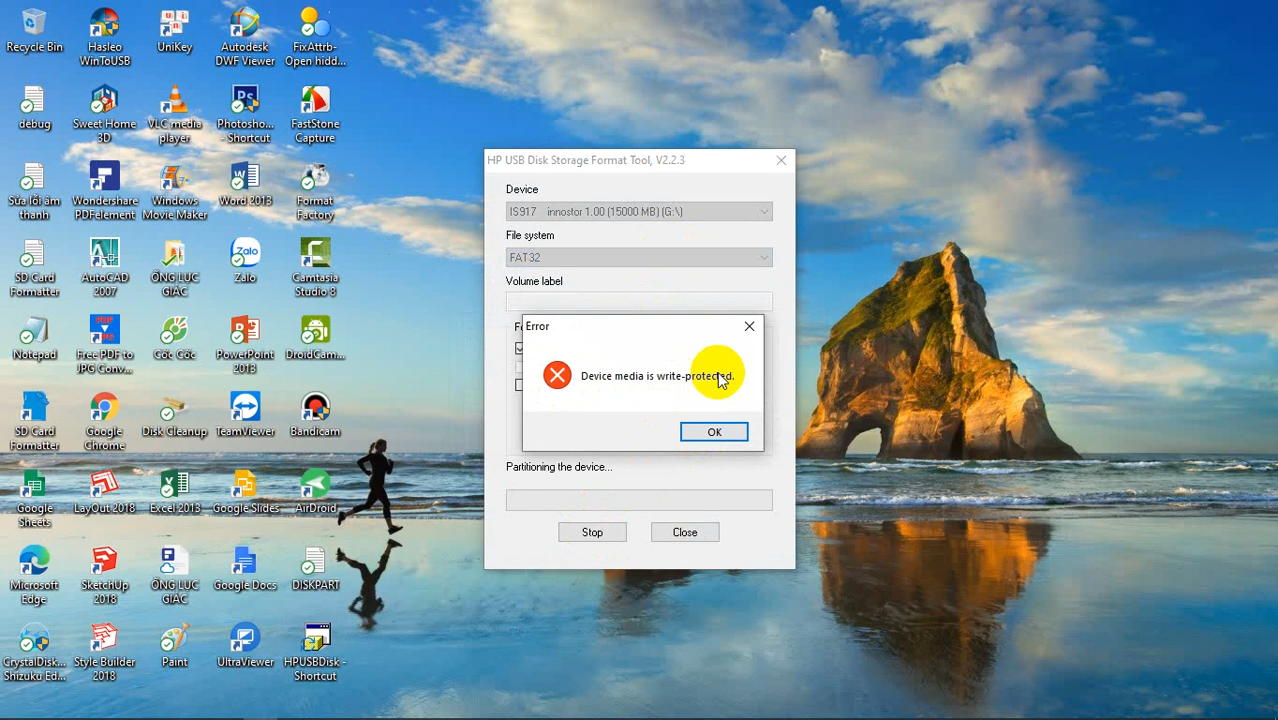 Recycle Bin
Hasleo
WinToUSB
UniKey
Autodesk
DWF Viewer
FixAttrb-
Open hidd...
debug
Sweet Home
3D
VLC media
player
Photosho...
- Shortcut
FastStone
Capture
Sửa lỗi âm
thanh
Wondershare
PDFelement
Windows
Movie Maker
Word 2013
Format
Factory
SD Card
Formatter
AutoCAD
2007
ÔNG LUC
GIÁC
Zalo
Camtasia
Studio 8
Notepad
Free PDF to
JPG Conv...
Cốc Cốc
PowerPoint
2013
DroidCam...
SD Card
Formatter
Google
Chrome
Disk Cleanup
TeamViewer
Bandicam
Google
Sheets
LayOut 2018
Excel 2013
Google Slides
AirDroid
Microsoft
Edge
SketchUp
2018
ÔNG LUC
GIÁC
Google Docs
DISKPART
CrystalDisk...
Shizuku Ed...
Style Builder
2018
Paint
UltraViewer
HPUSBDisk -
Shortcut
HP USB Disk Storage Format Tool, V2.2.3
Device
IS917 innostor 1.00 (15000 MB) (G:\)
File system
FAT32
Volume label
Error
Device media is write-protected.
OK
Partitioning the device...
Stop
Close